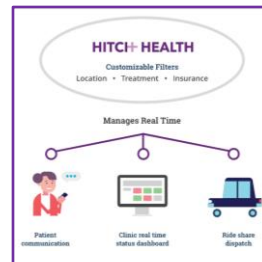 HITCH HEALTH
Customizable Filters
Location • Treatment • Insurance
Manages Real Time
Patient communication
Clinic real time status dashboard
Ride share dispatch